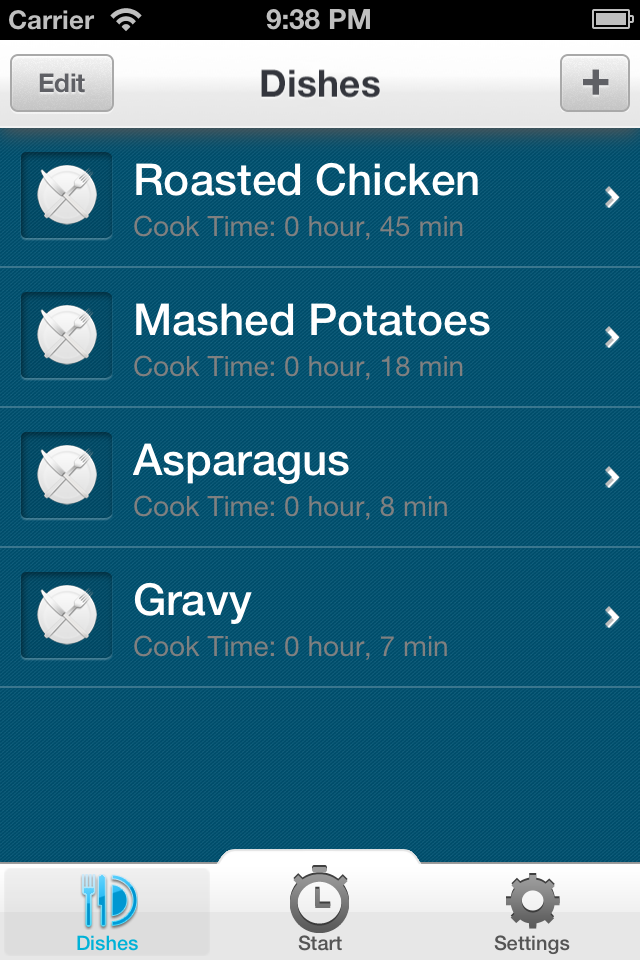 Carrier 9:38 PM
Edit Dishes +
Roasted Chicken
Cook Time: 0 hour, 45 min
Mashed Potatoes
Cook Time: 0 hour, 18 min
Asparagus
Cook Time: 0 hour, 8 min
Gravy
Cook Time: 0 hour, 7 min
Dishes Start Settings